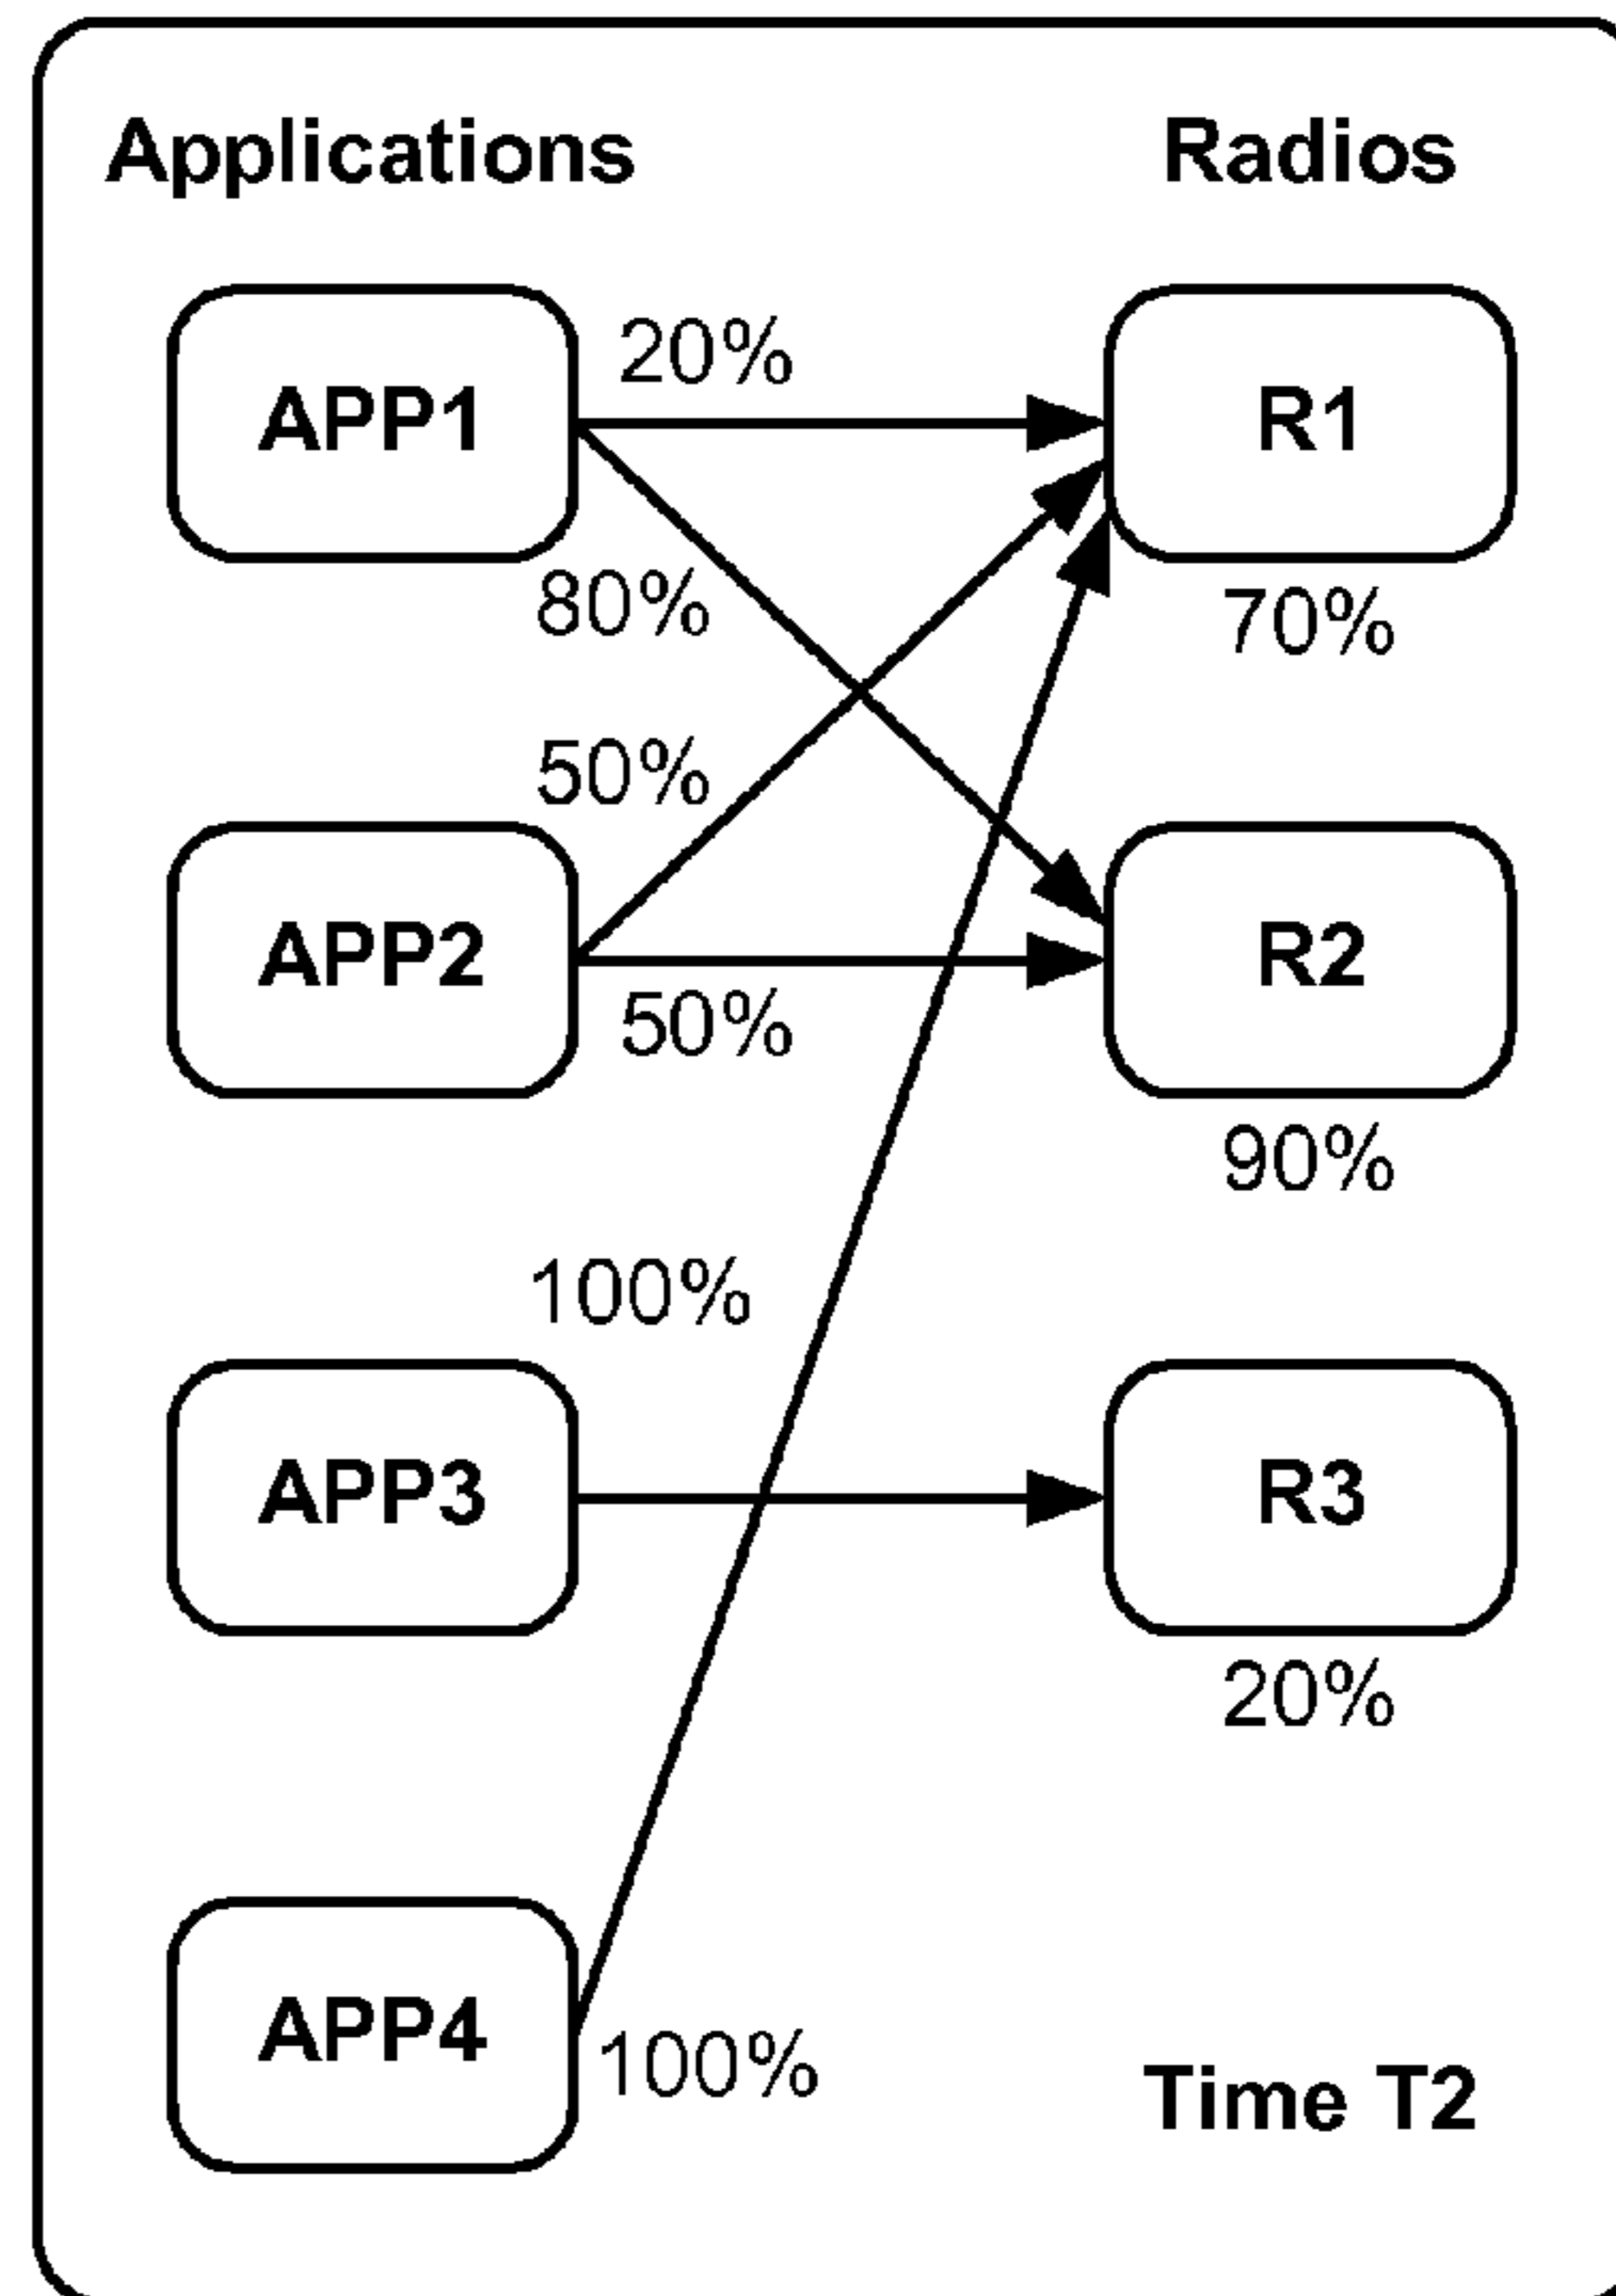 Applications
Radios
APP1
20%
R1
80%
70%
50%
APP2
R2
50%
90%
100%
APP3
R3
20%
APP4
100%
Time T2